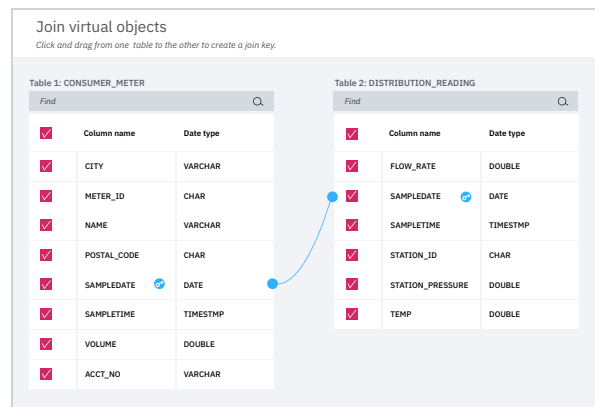 Join virtual objects
Click and drag from one table to the other to create a join key.
Table 1: CONSUMER_METER
Find
Column name Date type
CITY VARCHAR
METER_ID CHAR
NAME VARCHAR
POSTAL_CODE CHAR
SAMPLEDATE DATE
SAMPLETIME TIMESTMP
VOLUME DOUBLE
ACCT_NO VARCHAR
Table 2: DISTRIBUTION_READING
Find
Column name Date type
FLOW_RATE DOUBLE
SAMPLEDATE DATE
SAMPLETIME TIMESTMP
STATION_ID CHAR
STATION_PRESSURE DOUBLE
TEMP DOUBLE